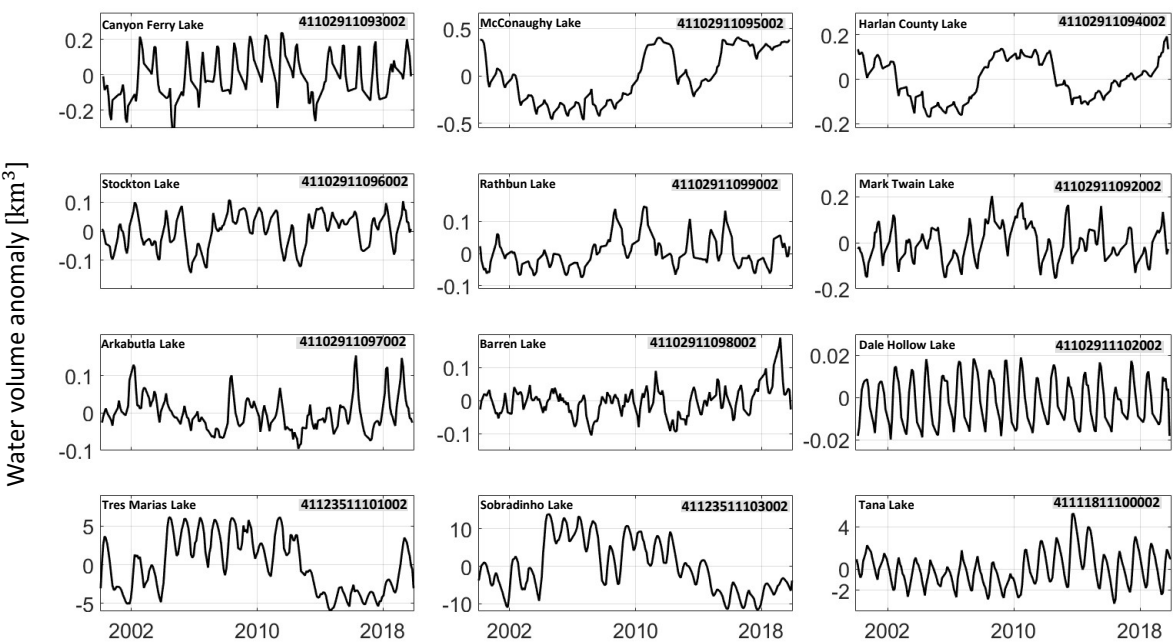 Canyon Ferry Lake 41102911093002
0.2
0
-0.2
McConaughy Lake 41102911095002
0.5
0
-0.5
Harlan County Lake 41102911094002
0.2
0
-0.2
Water volume anomaly [km³]
Stockton Lake 41102911096002
0.1
0
-0.1
Rathbun Lake 41102911099002
0.1
0
-0.1
Mark Twain Lake 41102911092002
0.2
0
-0.2
Arkabutla Lake 41102911097002
0.1
0
-0.1
Barren Lake 41102911098002
0.1
0
-0.1
Dale Hollow Lake 41102911102002
0.02
0
-0.02
Tres Marias Lake 41123511101002
5
0
-5
2002 2010 2018
Sobradinho Lake 41123511103002
10
0
-10
2002 2010 2018
Tana Lake 41111811100002
4
2
0
-2
2002 2010 2018